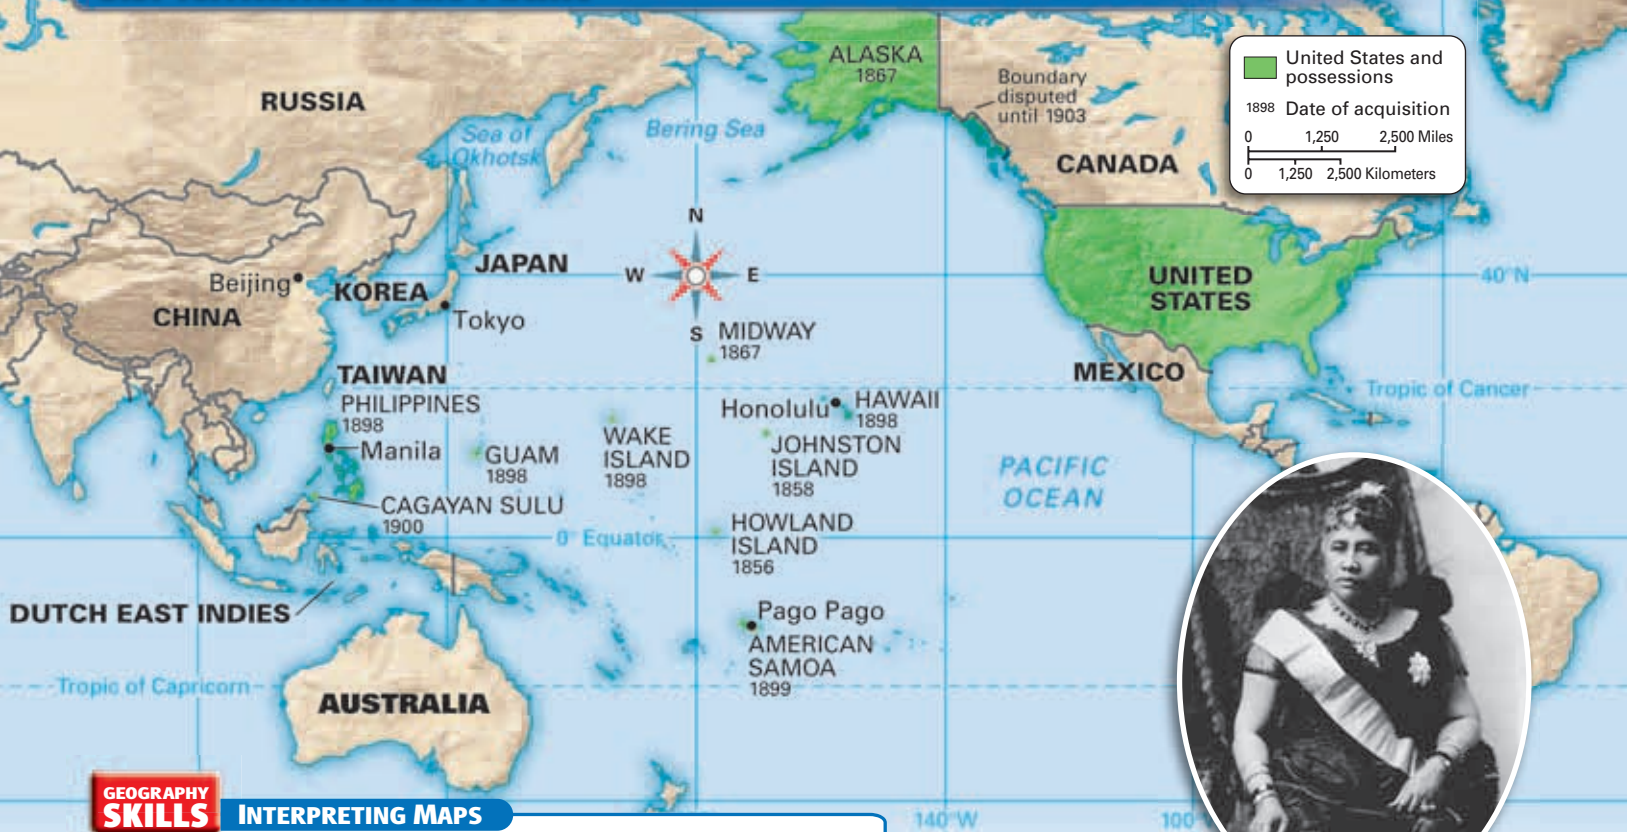 ALASKA
1867
Boundary
disputed
until 1903
United States and
possessions
1898 Date of acquisition
0 1,250 2,500 Miles
0 1,250 2,500 Kilometers
RUSSIA
Sea of
Okhotsk
Bering Sea
CANADA
N
W E
S
JAPAN
Beijing
KOREA
CHINA
Tokyo
UNITED
STATES
40°N
MIDWAY
1867
MEXICO
TAIWAN
Tropic of Cancer
PHILIPPINES
1898
Manila
Honolulu
HAWAII
1898
GUAM
1898
WAKE
ISLAND
1898
JOHNSTON
ISLAND
1858
PACIFIC
OCEAN
CAGAYAN SULU
1900
HOWLAND
ISLAND
1856
0° Equator
DUTCH EAST INDIES
Pago Pago
AMERICAN
SAMOA
1899
Tropic of Capricorn
AUSTRALIA
GEOGRAPHY
SKILLS
INTERPRETING MAPS
140°W
100°